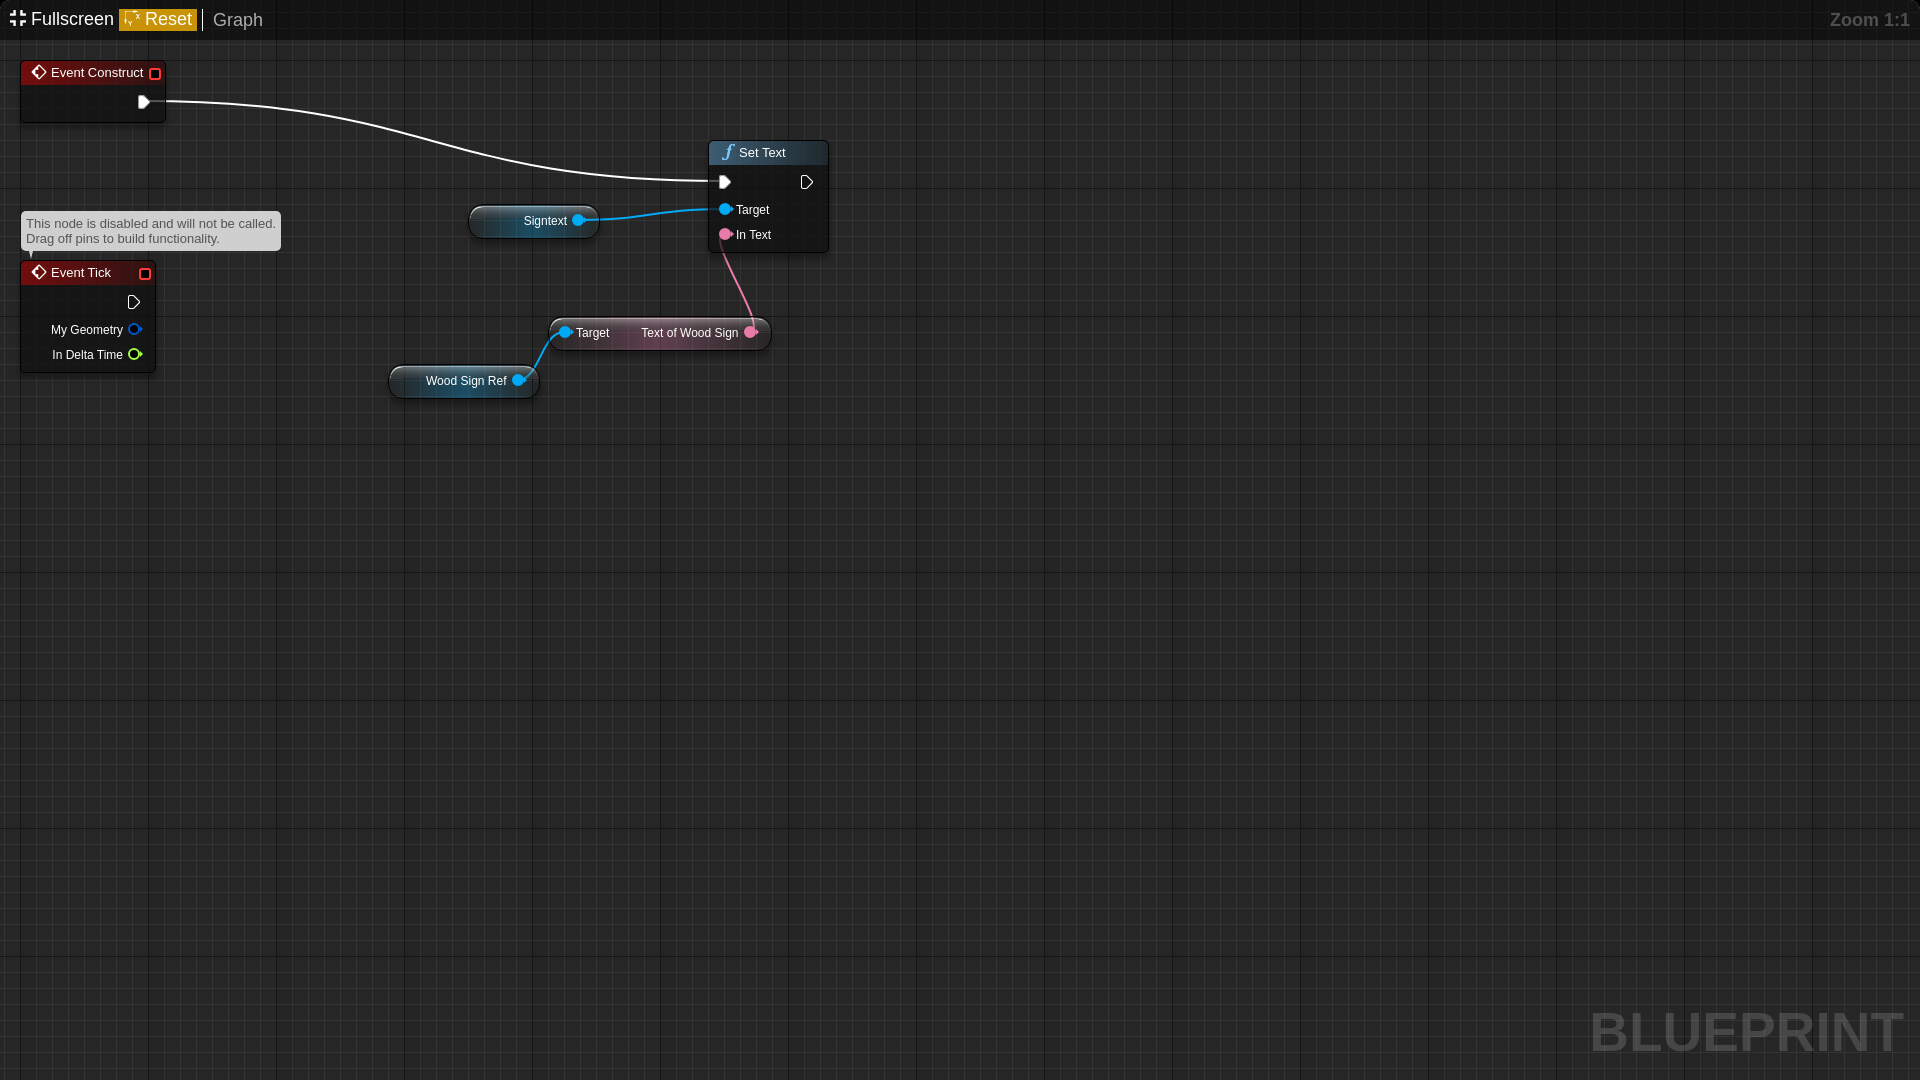 Fullscreen Reset Graph Zoom 1:1
Event Construct
Set Text
Target
In Text
Signtext
This node is disabled and will not be called.
Drag off pins to build functionality.
Event Tick
My Geometry
In Delta Time
Target Text of Wood Sign
Wood Sign Ref
BLUEPRINT